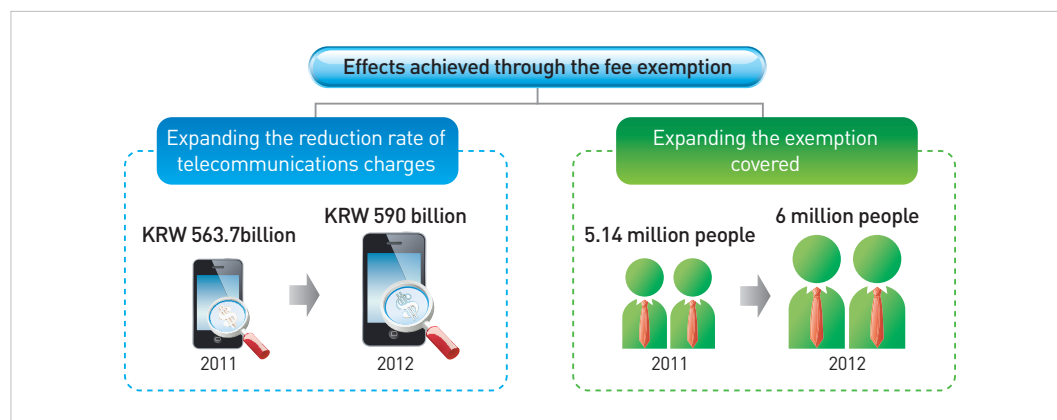 Effects achieved through the fee exemption
Expanding the reduction rate of
telecommunications charges
KRW 563.7billion
KRW 590 billion
2011
2012
Expanding the exemption
covered
5.14 million people
6 million people
2011
2012